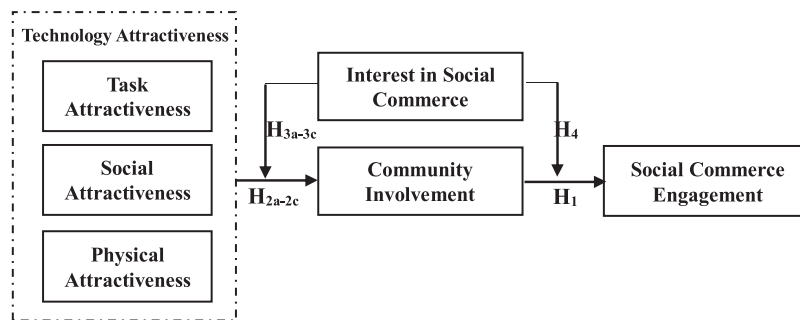 Technology Attractiveness
Task
Attractiveness
Social
Attractiveness
Physical
Attractiveness
Interest in Social
Commerce
H3a-3c
H4
Community
Involvement
H2a-2c
H1
Social Commerce
Engagement